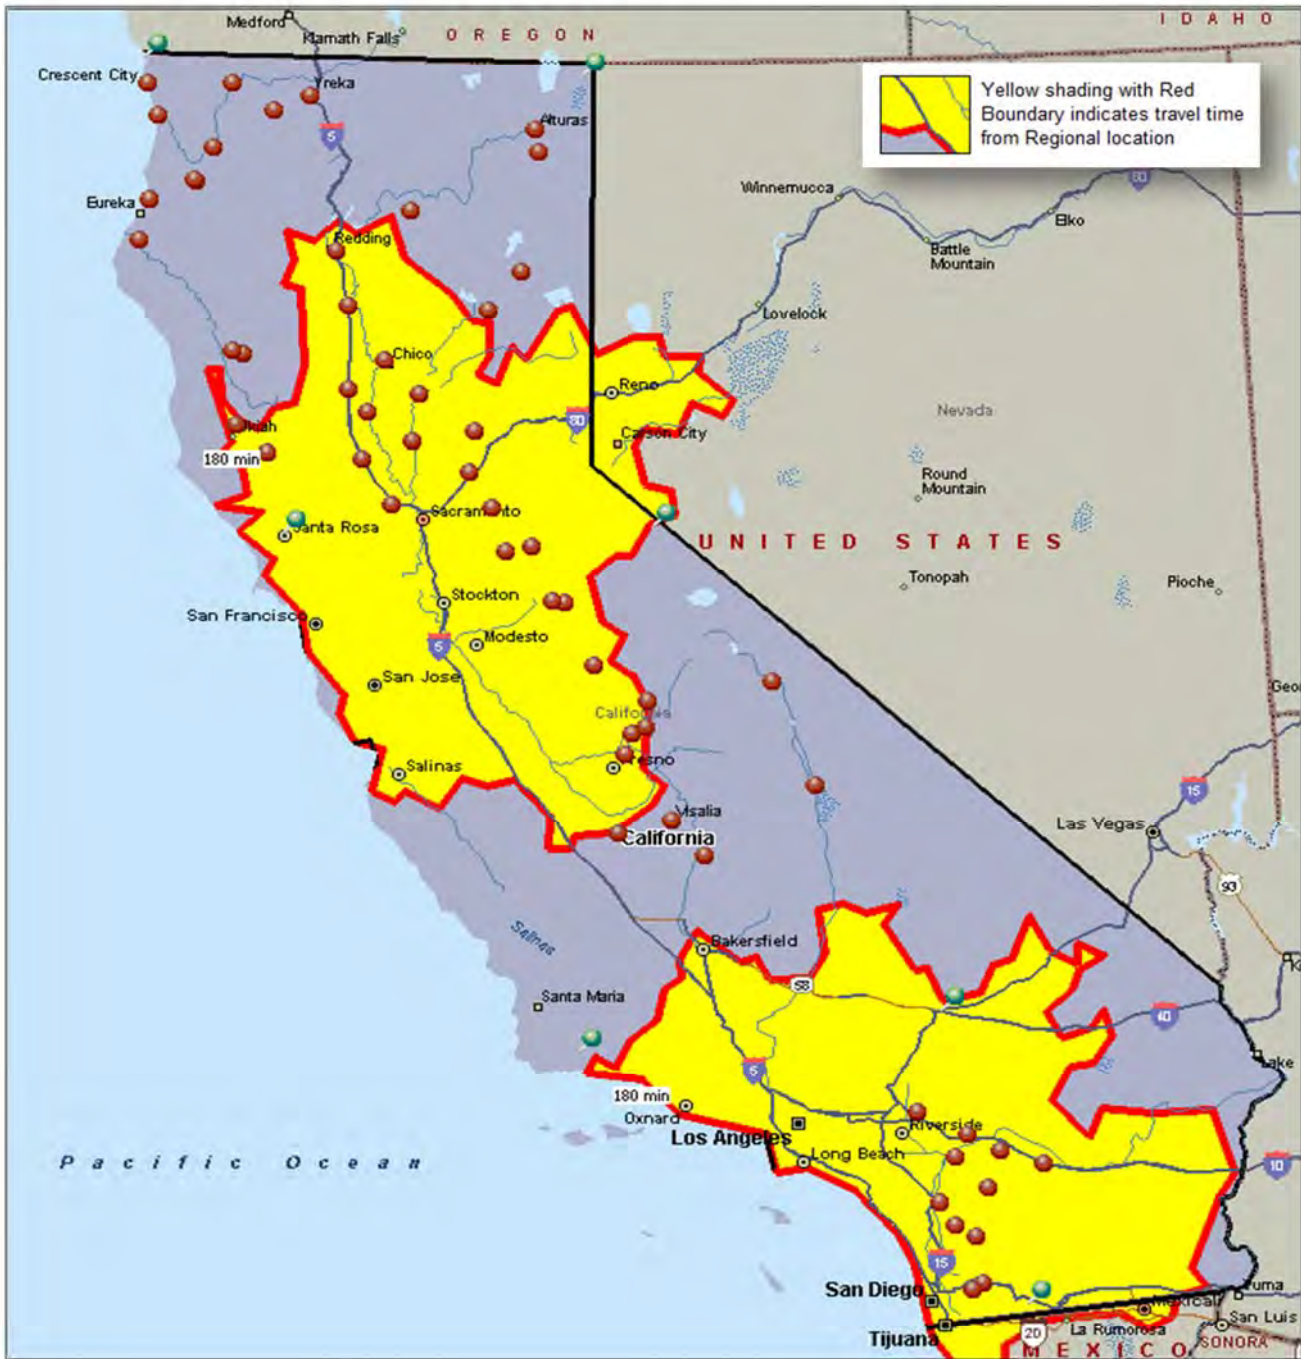 IDAHO
Medford
Klamath Falls
OREGON
Crescent City
Yreka
Yellow shading with Red
Boundary indicates travel time
from Regional location
5
Alturas
80
Winnemucca
Elko
Eureka
Redding
Battle
Mountain
Lovelock
Chico
Reno
Nevada
80
Ukiah
Carson City
180 min
Round
Mountain
Sacramento
Santa Rosa
UNITED STATES
Tonopah
Pioche
Stockton
San Francisco
5
Modesto
San Jose
Geor
California
Salinas
Fresno
15
Visalia
Las Vegas
California
93
Salinas
Bakersfield
58
Santa Maria
40
Lake
5
180 min
Oxnard
Los Angeles
Riverside
Long Beach
Pacific Ocean
10
15
San Diego
Yuma
Mexicali
San Luis
Tijuana
20
La Rumorosa
SONORA
MEXICO